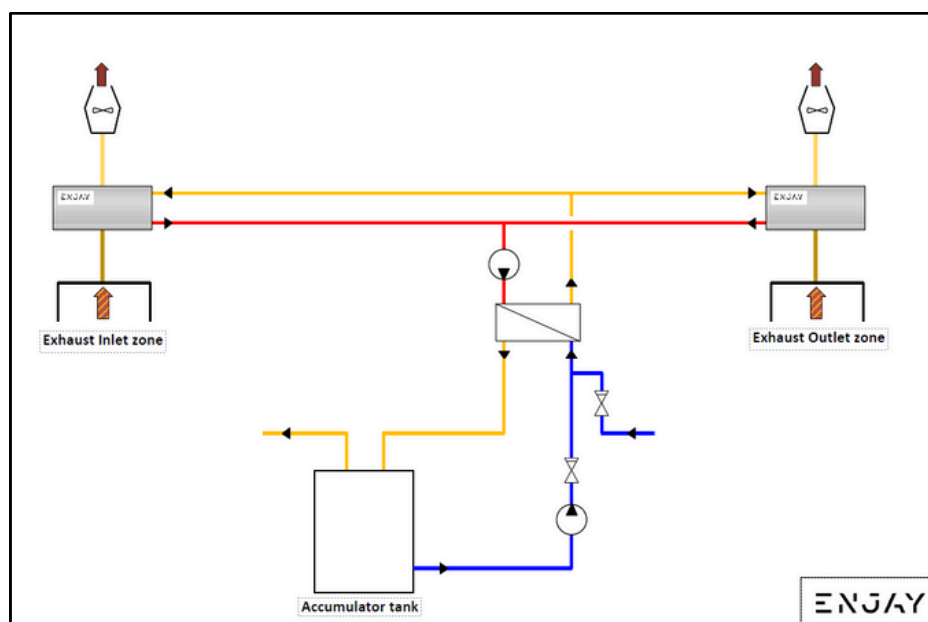 ENJAY
ENJAY
Exhaust Inlet zone
Exhaust Outlet zone
Accumulator tank
ENJAY